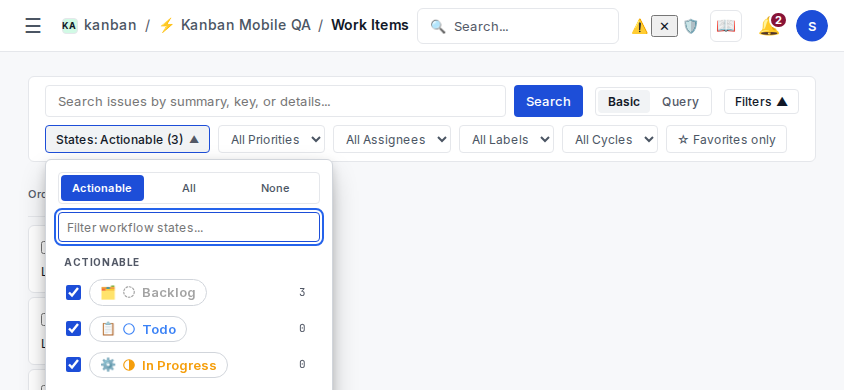 KA kanban / ⚡ Kanban Mobile QA / Work Items
Search...
2
S
Search issues by summary, key, or details...
Search
Basic
Query
Filters ▲
States: Actionable (3) ▲
All Priorities
All Assignees
All Labels
All Cycles
☆ Favorites only
Actionable
All
None
Filter workflow states...
ACTIONABLE
Backlog 3
Todo 0
In Progress 0